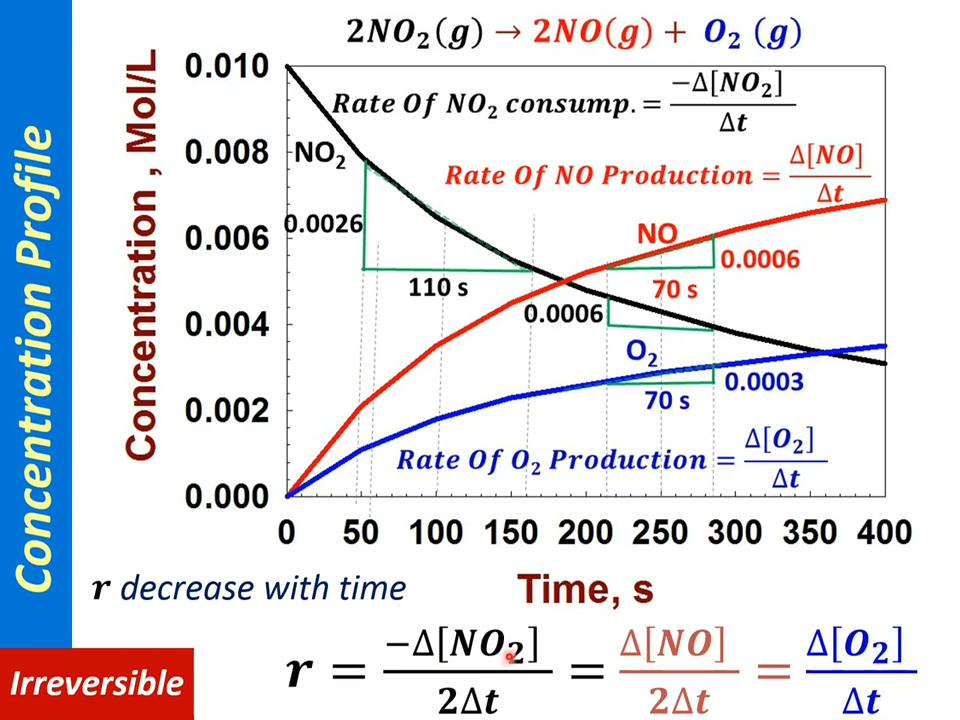 2NO₂(g) → 2NO(g) + O₂ (g)
Concentration Profile
Concentration , Mol/L
0.010
0.008
0.006
0.004
0.002
0.000
Rate Of NO₂ consump. = −Δ[NO₂] / Δt
NO₂
Rate Of NO Production = Δ[NO] / Δt
0.0026
110 s
NO
0.0006
70 s
0.0006
O₂
0.0003
70 s
Rate Of O₂ Production = Δ[O₂] / Δt
0 50 100 150 200 250 300 350 400
r decrease with time
Time, s
Irreversible
r = −Δ[NO₂] / 2Δt = Δ[NO] / 2Δt = Δ[O₂] / Δt